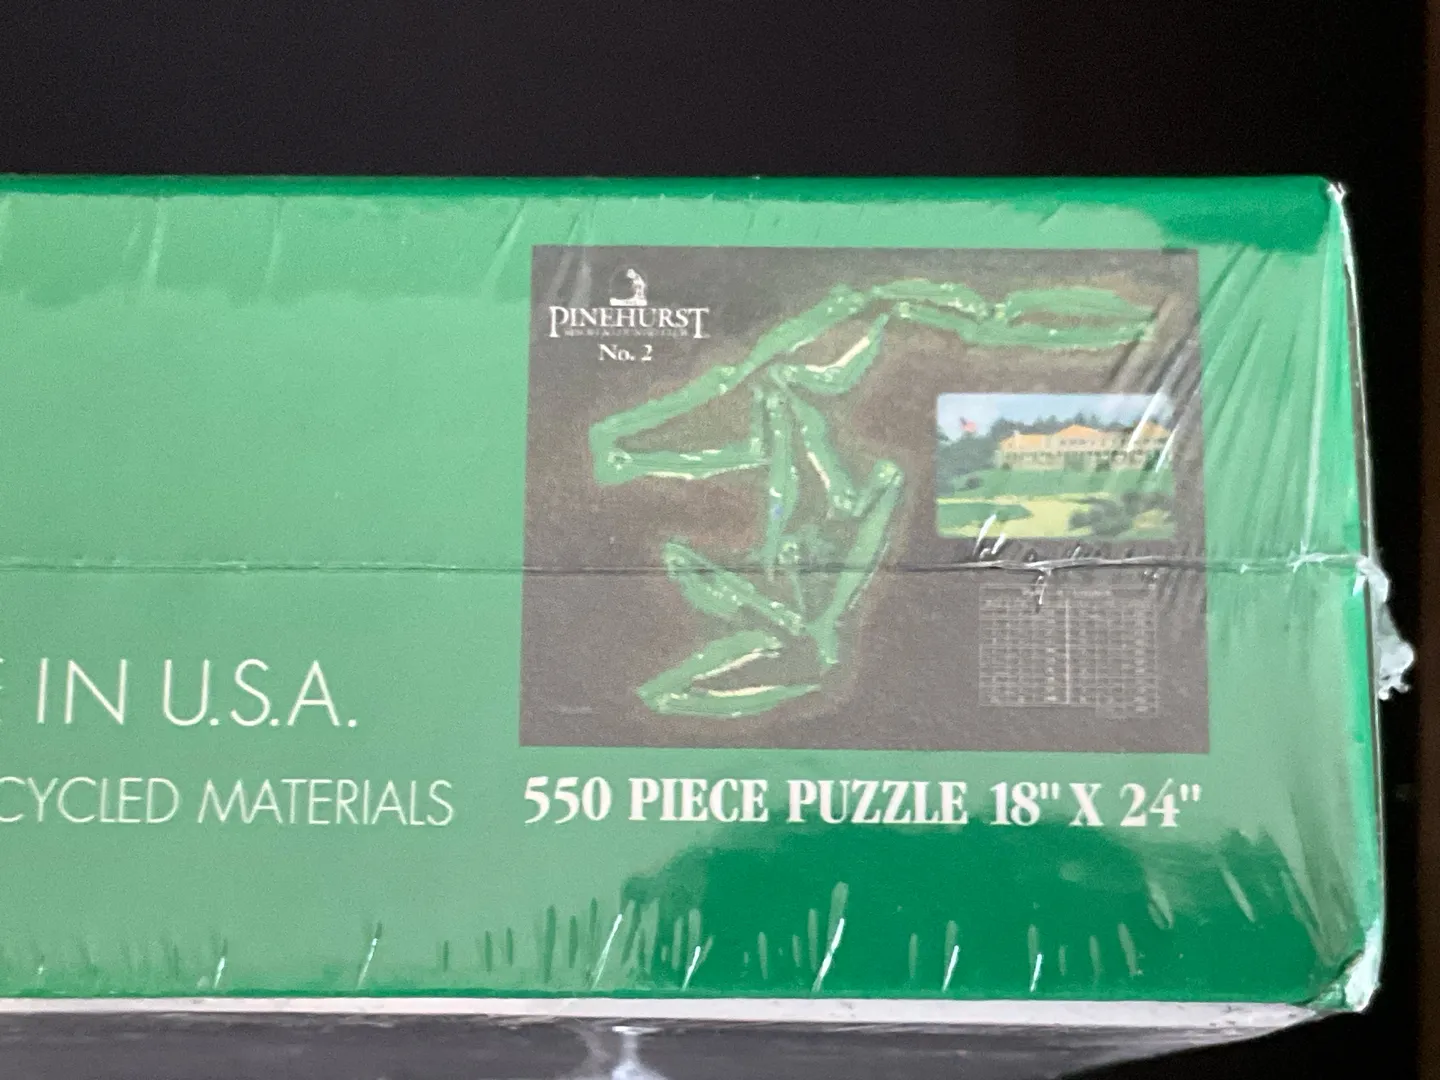 PINEHURST
No. 2
IN U.S.A.
CYCLED MATERIALS
550 PIECE PUZZLE 18" X 24"